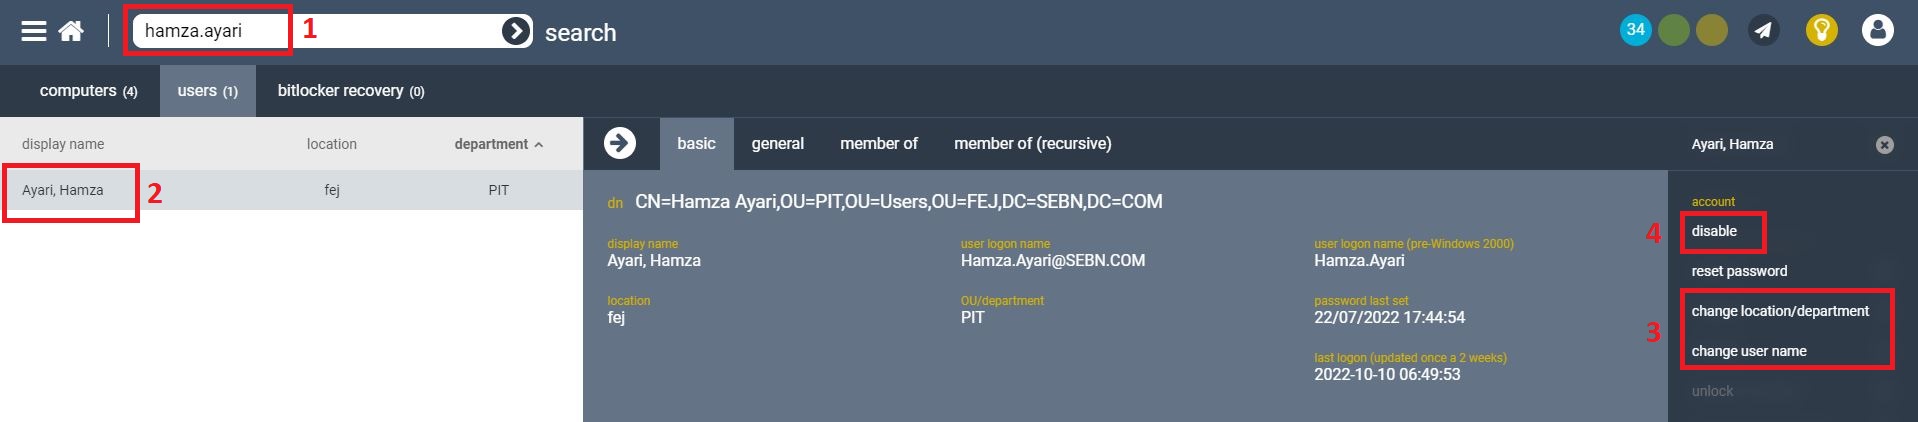 hamza.ayari
1
search
34
computers (4)
users (1)
bitlocker recovery (0)
display name
location
department
Ayari, Hamza
2
fej
PIT
basic
general
member of
member of (recursive)
dn CN=Hamza Ayari,OU=PIT,OU=Users,OU=FEJ,DC=SEBN,DC=COM
display name
Ayari, Hamza
user logon name
Hamza.Ayari@SEBN.COM
user logon name (pre-Windows 2000)
Hamza.Ayari
location
fej
OU/department
PIT
password last set
22/07/2022 17:44:54
last logon (updated once a 2 weeks)
2022-10-10 06:49:53
Ayari, Hamza
account
4
disable
reset password
3
change location/department
change user name
unlock